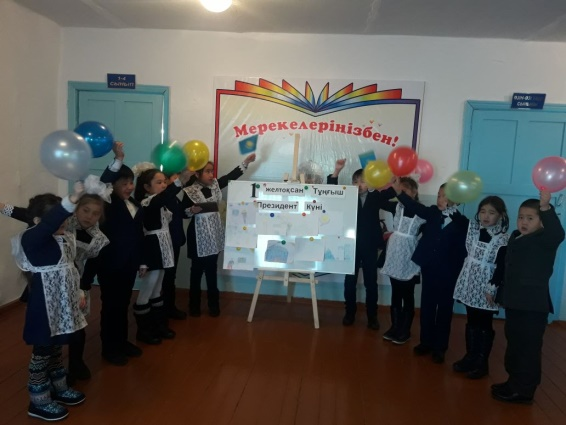 Мерекелеріңізбен!
1 желтоқсан Тұңғыш
Президент күні